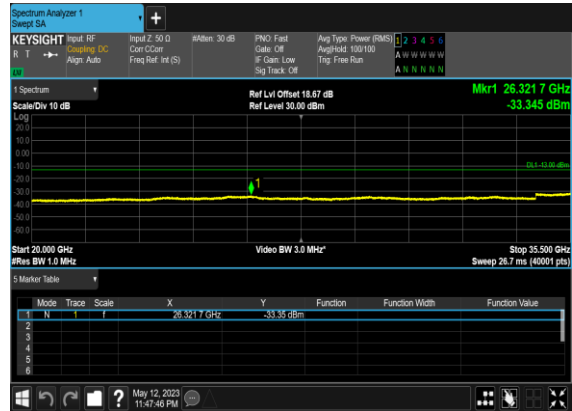 Spectrum Analyzer 1
Swept SA
+
KEYSIGHT Input: RF Input Z: 50 Ω #Atten: 30 dB PNO: Fast Avg Type: Power (RMS) 1 2 3 4 5 6
R T Coupling: DC Corr CCorr Gate: Off Avg|Hold: 100/100 A W W W W W
Align: Auto Freq Ref: Int (S) IF Gain: Low Trig: Free Run
Sig Track: Off A N N N N N
1 Spectrum Ref Lvl Offset 18.67 dB Mkr1 26.321 7 GHz
Scale/Div 10 dB Ref Level 30.00 dBm -33.345 dBm
Log
20.0
10.0
0.00
-10.0
DL1 -13.00 dBm
-20.0
1
-30.0
-40.0
-50.0
-60.0
Start 20.000 GHz Video BW 3.0 MHz* Stop 35.500 GHz
#Res BW 1.0 MHz Sweep 26.7 ms (40001 pts)
5 Marker Table
Mode Trace Scale X Y Function Function Width Function Value
1 N 1 f 26.321 7 GHz -33.35 dBm
2
3
4
5
6
? May 12, 2023
11:47:46 PM